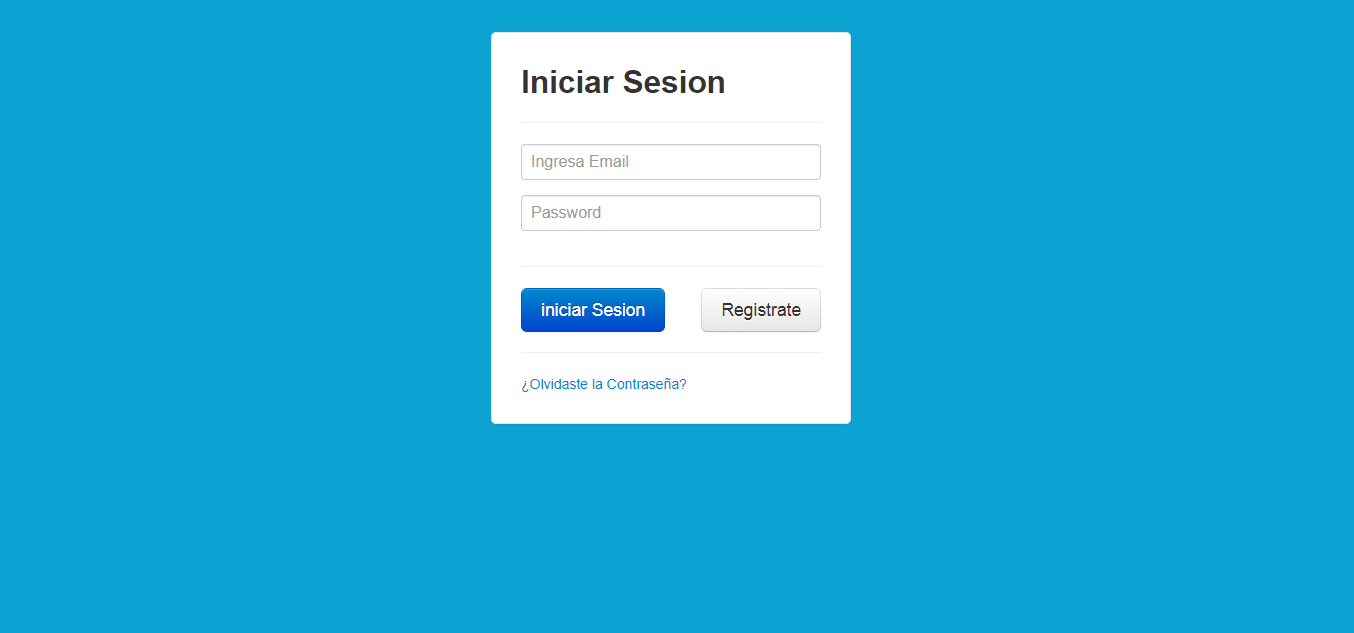 Iniciar Sesion
Ingresa Email
Password
iniciar Sesion
Registrate
¿Olvidaste la Contraseña?